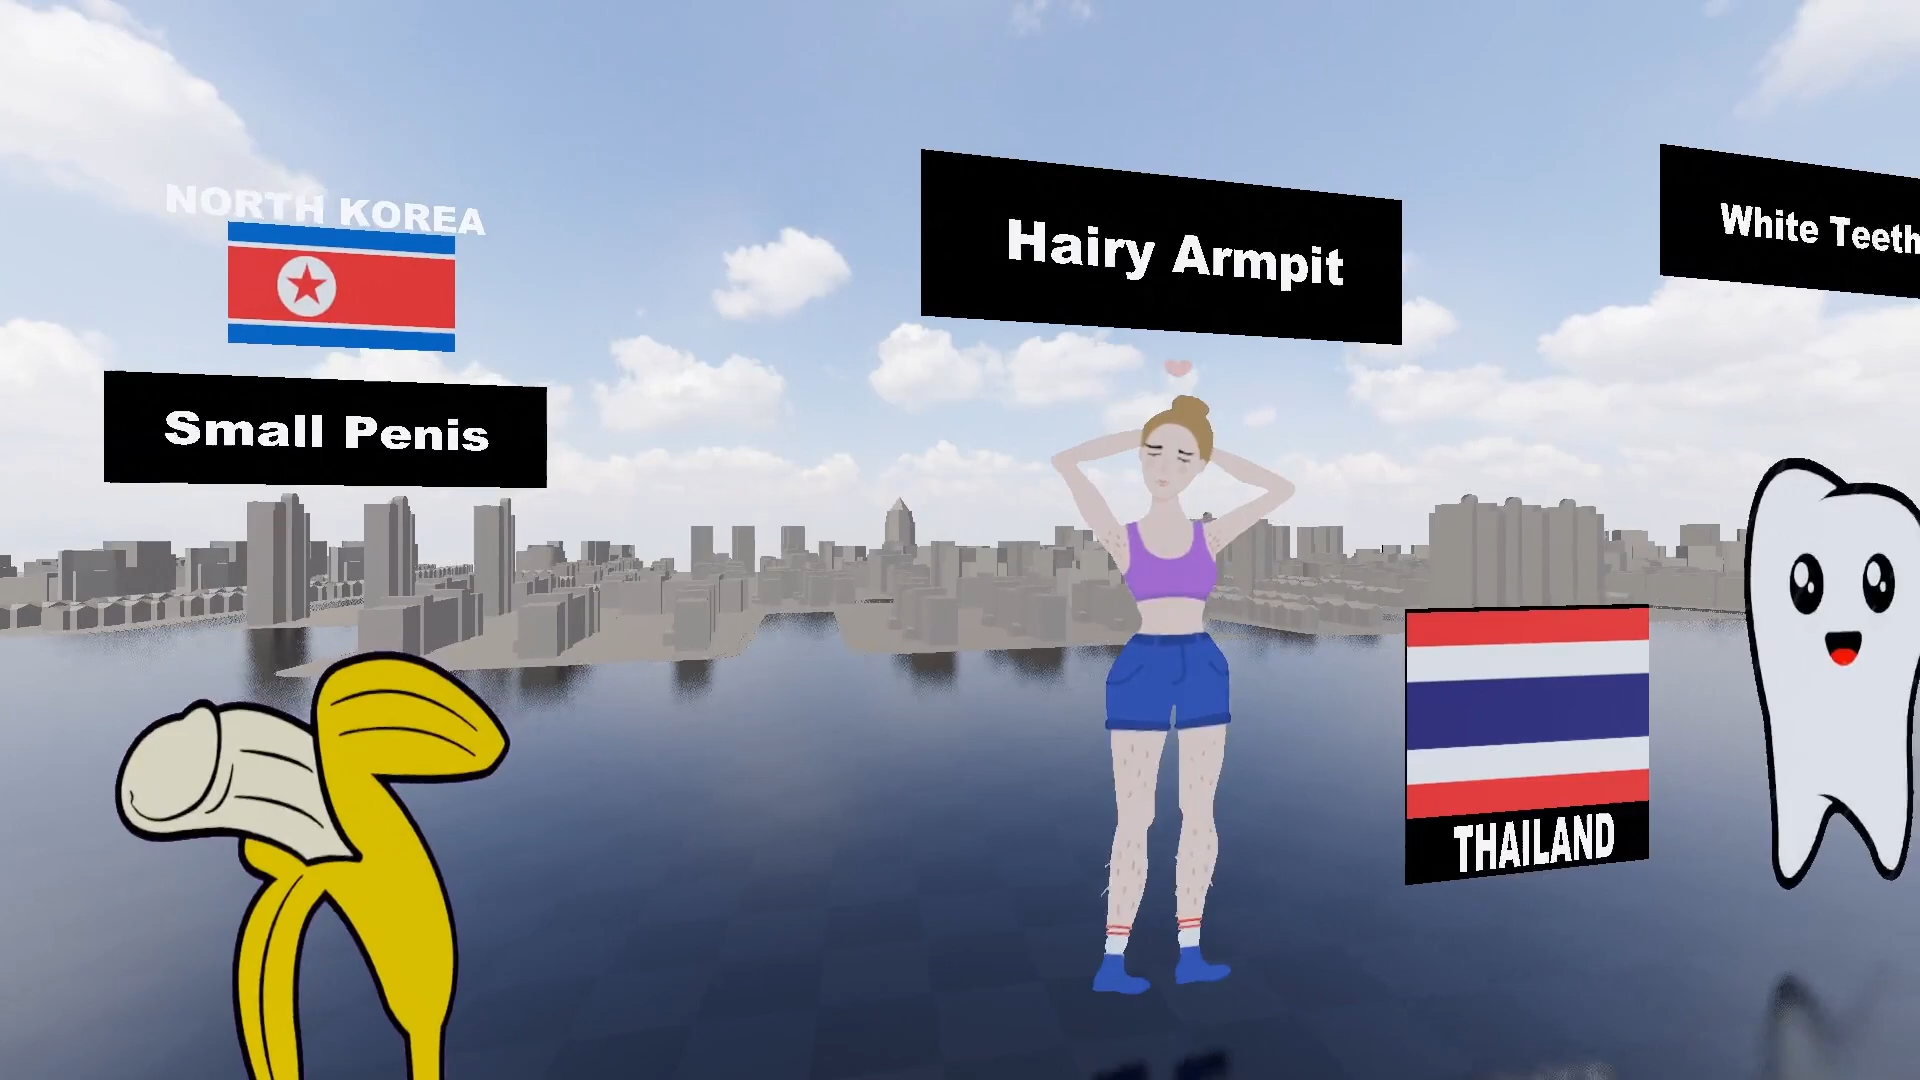 NORTH KOREA
Small Penis
Hairy Armpit
THAILAND
White Teeth